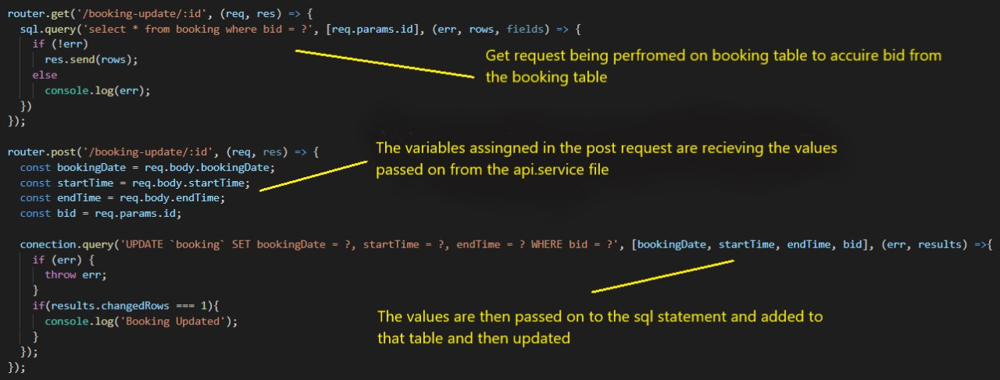 router.get('/booking-update/:id', (req, res) => {
sql.query('select * from booking where bid = ?', [req.params.id], (err, rows, fields) => {
if (!err)
res.send(rows);
else
console.log(err);
})
});
Get request being perfromed on booking table to accuire bid from
the booking table
router.post('/booking-update/:id', (req, res) => {
const bookingDate = req.body.bookingDate;
const startTime = req.body.startTime;
const endTime = req.body.endTime;
const bid = req.params.id;
The variables assingned in the post request are recieving the values
passed on from the api.service file
conection.query('UPDATE `booking` SET bookingDate = ?, startTime = ?, endTime = ? WHERE bid = ?', [bookingDate, startTime, endTime, bid], (err, results) =>{
if (err) {
throw err;
}
if(results.changedRows === 1){
console.log('Booking Updated');
}
});
});
The values are then passed on to the sql statement and added to
that table and then updated